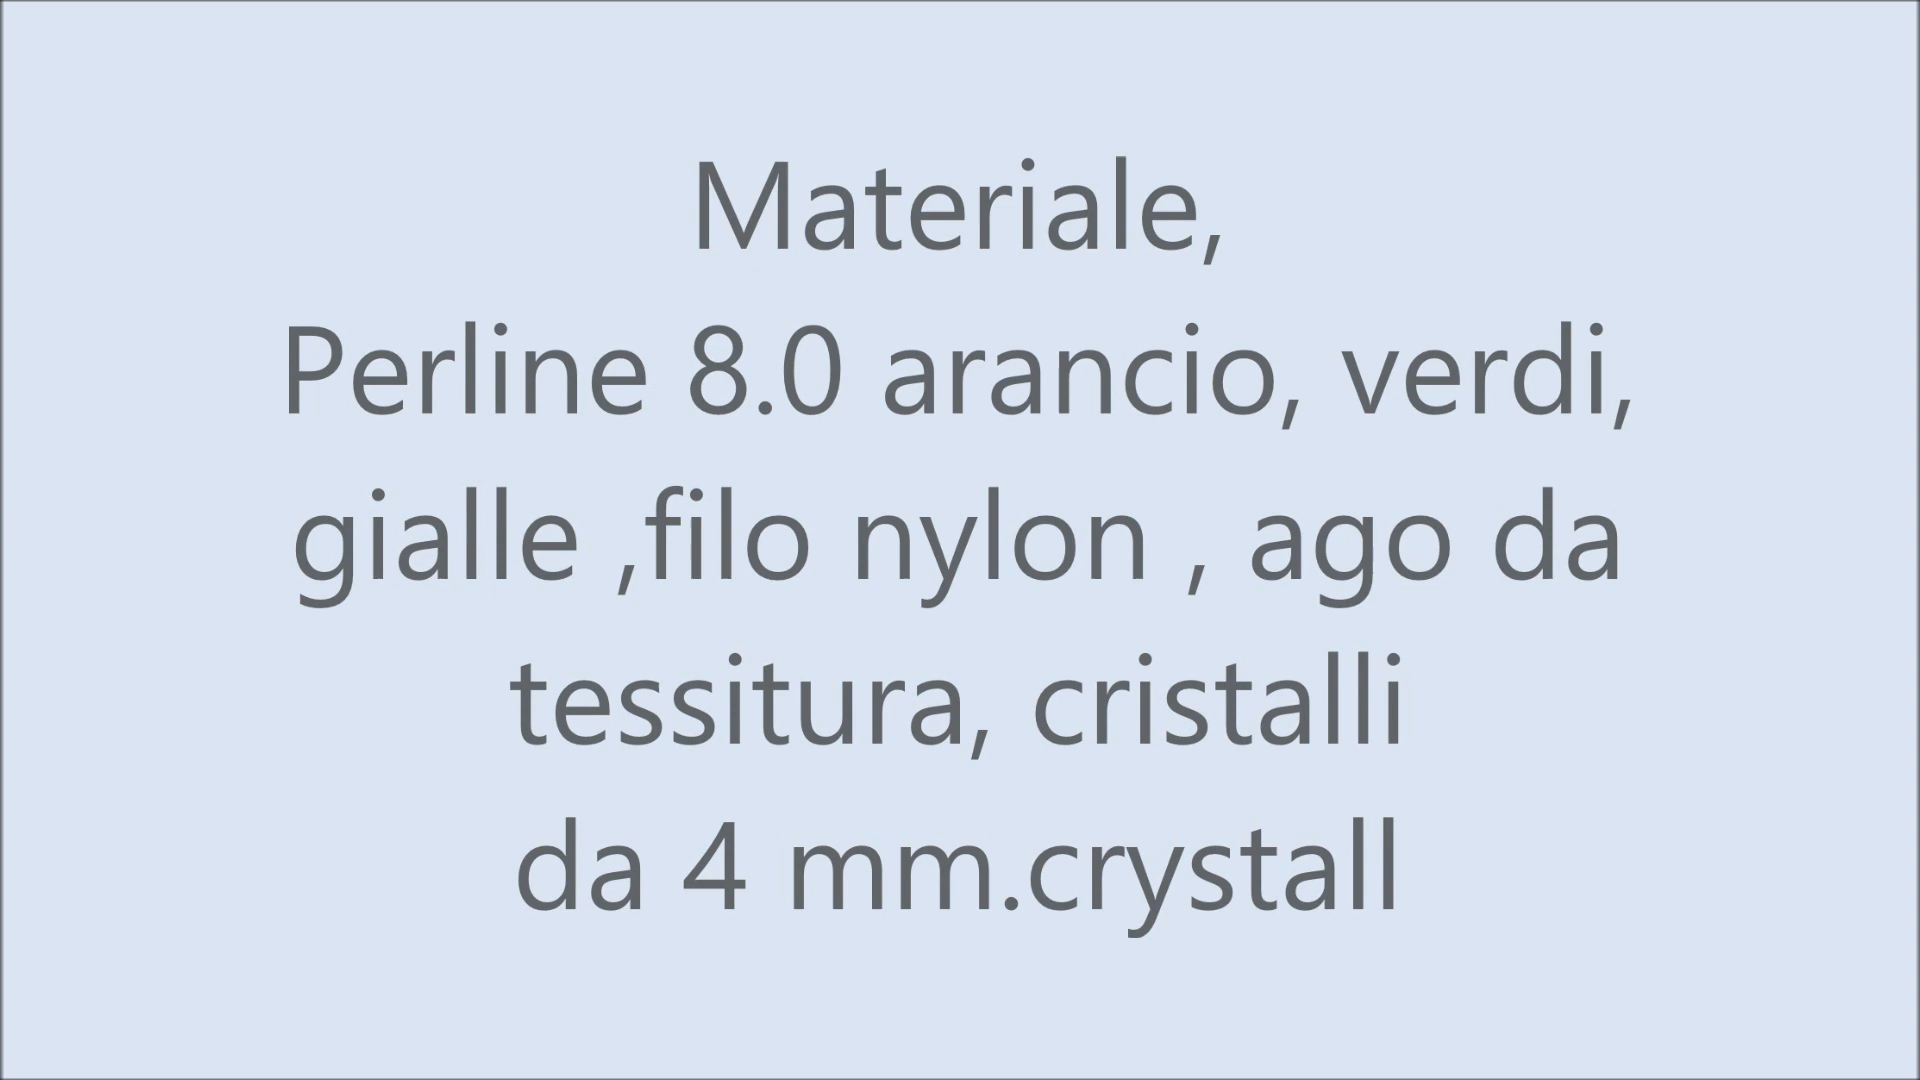 Materiale,
Perline 8.0 arancio, verdi,
gialle ,filo nylon , ago da
tessitura, cristalli
da 4 mm.crystall